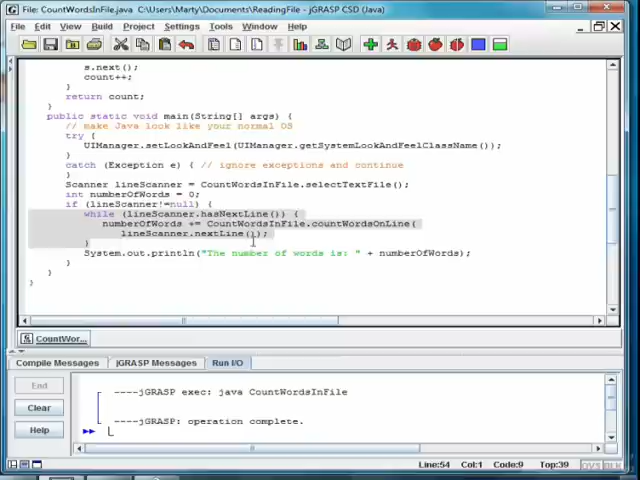 File: CountWordsInFile.java C:\Users\Marty\Documents\ReadingFile - jGRASP CSD (Java)
File Edit View Build Project Settings Tools Window Help
s.next();
count++;
}
return count;
}
public static void main(String[] args) {
// make Java look like your normal OS
try {
UIManager.setLookAndFeel(UIManager.getSystemLookAndFeelClassName());
}
catch (Exception e) { // ignore exceptions and continue
}
Scanner lineScanner = CountWordsInFile.selectTextFile();
int numberOfWords = 0;
if (lineScanner!=null) {
while (lineScanner.hasNextLine()) {
numberOfWords += CountWordsInFile.countWordsOnLine(
lineScanner.nextLine());
}
System.out.println("The number of words is: " + numberOfWords);
}
}
}
CountWor...
Compile Messages jGRASP Messages Run I/O
End
Clear
Help
----jGRASP exec: java CountWordsInFile
----jGRASP: operation complete.
Line:54 Col:1 Code:9 Top:39 OVS BLK